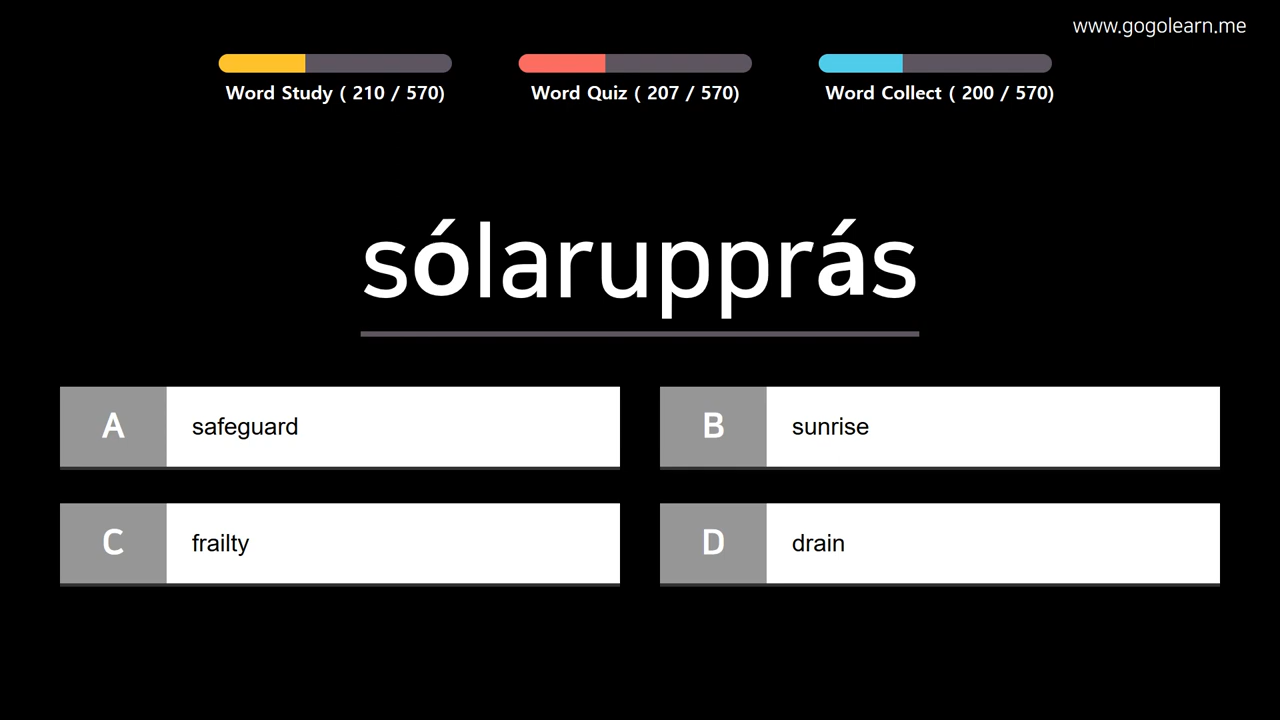 www.gogolearn.me
Word Study ( 210 / 570)
Word Quiz ( 207 / 570)
Word Collect ( 200 / 570)
sólarupprás
A safeguard
B sunrise
C frailty
D drain